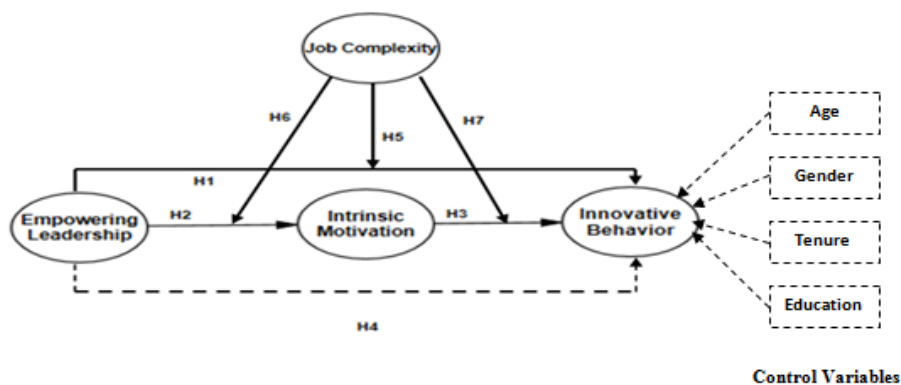 Job Complexity
H6
H5
H7
H1
Empowering
Leadership
H2
Intrinsic
Motivation
H3
Innovative
Behavior
H4
Age
Gender
Tenure
Education
Control Variables